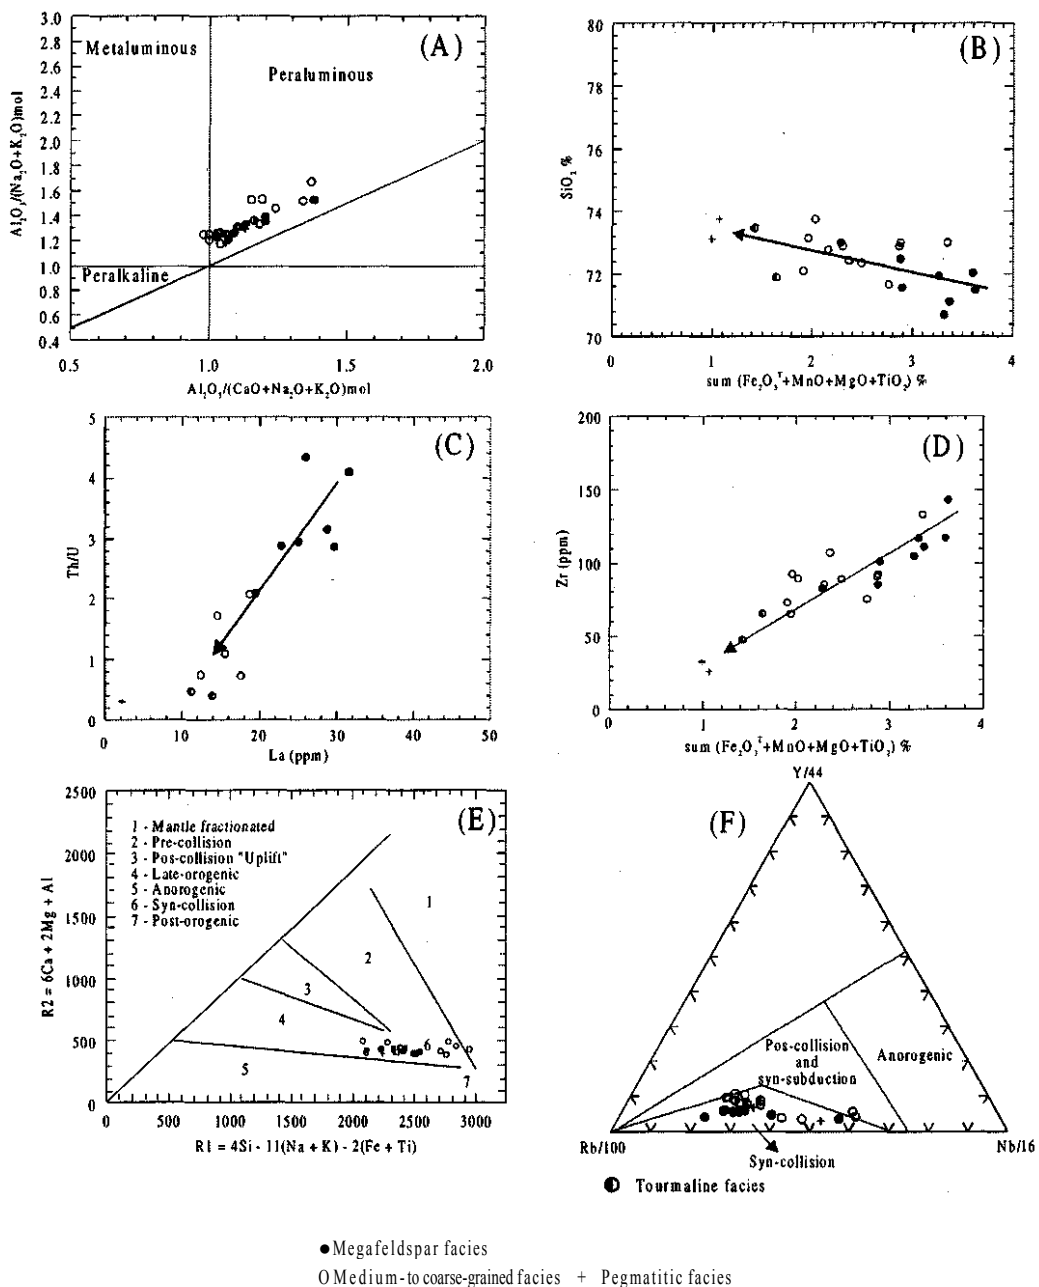 (A)
Metaluminous
Peraluminous
Peralkaline
Al₂O₃/(Na₂O+K₂O)mol
3.0
2.8
2.6
2.4
2.2
2.0
1.8
1.6
1.4
1.2
1.0
0.8
0.6
0.4
0.5
1.0
1.5
2.0
Al₂O₃/(CaO+Na₂O+K₂O)mol
(B)
SiO₂ %
80
78
76
74
72
70
0
1
2
3
4
sum (Fe₂O₃ᵀ+MnO+MgO+TiO₂) %
(C)
Th/U
5
4
3
2
1
0
0
10
20
30
40
50
La (ppm)
(D)
Zr (ppm)
200
150
100
50
0
0
1
2
3
4
sum (Fe₂O₃ᵀ+MnO+MgO+TiO₂) %
(E)
1 - Mantle fractionated
2 - Pre-collision
3 - Pos-collision "Uplift"
4 - Late-orogenic
5 - Anorogenic
6 - Syn-collision
7 - Post-orogenic
1
2
3
4
5
6
7
R2 = 6Ca + 2Mg + Al
2500
2000
1500
1000
500
0
0
500
1000
1500
2000
2500
3000
R1 = 4Si - 11(Na + K) - 2(Fe + Ti)
Y/44
(F)
Pos-collision
and
syn-subduction
Anorogenic
Rb/100
Nb/16
Syn-collision
Tourmaline facies
Megafeldspar facies
Medium-to coarse-grained facies + Pegmatitic facies